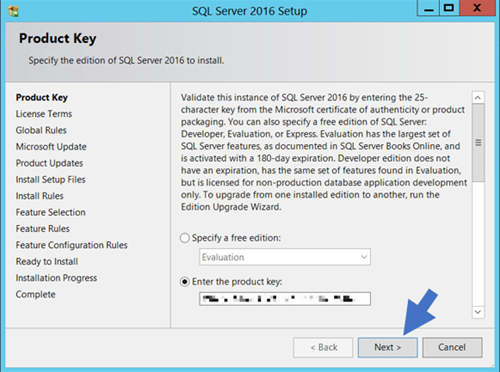 SQL Server 2016 Setup
Product Key
Specify the edition of SQL Server 2016 to install.
Product Key
License Terms
Global Rules
Microsoft Update
Product Updates
Install Setup Files
Install Rules
Feature Selection
Feature Rules
Feature Configuration Rules
Ready to Install
Installation Progress
Complete
Validate this instance of SQL Server 2016 by entering the 25-
character key from the Microsoft certificate of authenticity or product
packaging. You can also specify a free edition of SQL Server:
Developer, Evaluation, or Express. Evaluation has the largest set of
SQL Server features, as documented in SQL Server Books Online, and
is activated with a 180-day expiration. Developer edition does not
have an expiration, has the same set of features found in Evaluation,
but is licensed for non-production database application development
only. To upgrade from one installed edition to another, run the
Edition Upgrade Wizard.
Specify a free edition:
Evaluation
Enter the product key:
< Back
Next >
Cancel